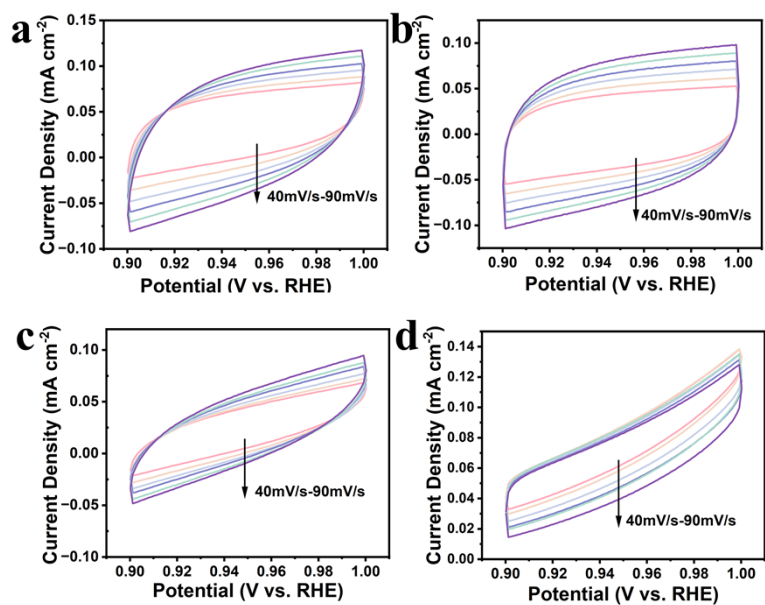 a
Current Density (mA cm-2)
0.15
0.10
0.05
0.00
−0.05
−0.10
40mV/s-90mV/s
0.90 0.92 0.94 0.96 0.98 1.00
Potential (V vs. RHE)
b
Current Density (mA cm-2)
0.10
0.05
0.00
−0.05
−0.10
40mV/s-90mV/s
0.90 0.92 0.94 0.96 0.98 1.00
Potential (V vs. RHE)
c
Current Density (mA cm-2)
0.10
0.05
0.00
−0.05
−0.10
40mV/s-90mV/s
0.90 0.92 0.94 0.96 0.98 1.00
Potential (V vs. RHE)
d
Current Density (mA cm-2)
0.14
0.12
0.10
0.08
0.06
0.04
0.02
0.00
40mV/s-90mV/s
0.90 0.92 0.94 0.96 0.98 1.00
Potential (V vs. RHE)